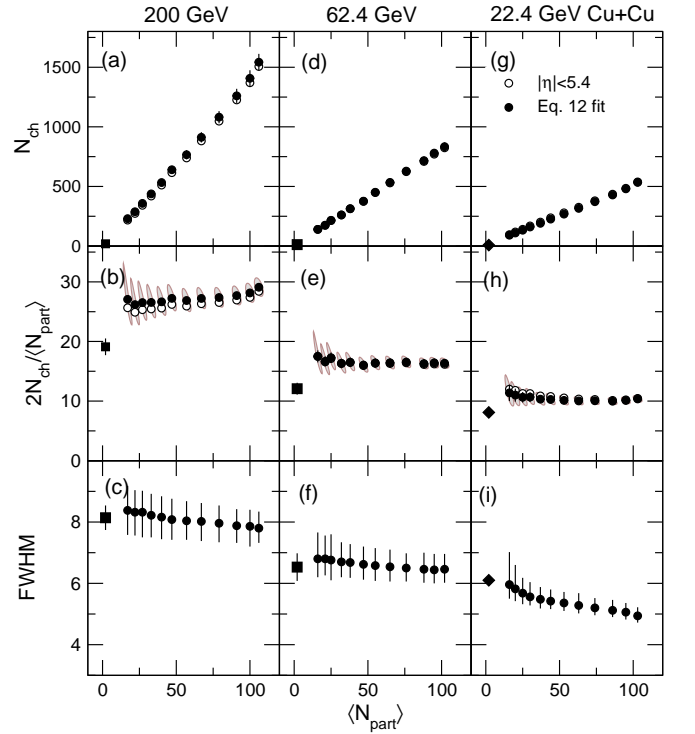 200 GeV 62.4 GeV 22.4 GeV Cu+Cu
(a) (d) (g)
1500
|η|<5.4
Eq. 12 fit
1000
N_ch
500
0
(b) (e) (h)
30
20
2N_ch/⟨N_part⟩
10
0
(c) (f) (i)
8
6
FWHM
4
0 50 100 0 50 100 0 50 100
⟨N_part⟩